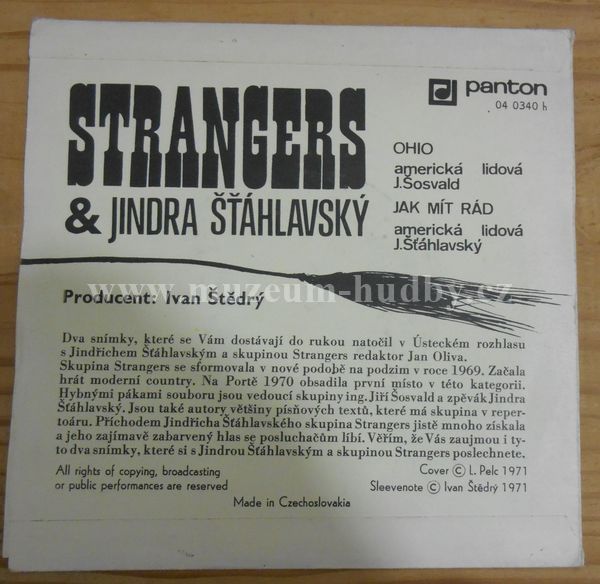 STRANGERS
& JINDRA ŠŤÁHLAVSKÝ
panton
04 0340 h
OHIO
americká lidová
J.Šosvald
JAK MÍT RÁD
americká lidová
J.Šťáhlavský
www.muzeum-hudby.cz
Producent: Ivan Štědrý
Dva snímky, které se Vám dostávají do rukou natočil v Ústeckém rozhlasu
s Jindřichem Šťáhlavským a skupinou Strangers redaktor Jan Oliva.
Skupina Strangers se sformovala v nové podobě na podzim v roce 1969. Začala
hrát moderní country. Na Portě 1970 obsadila první místo v této kategorii.
Hybnými pákami souboru jsou vedoucí skupiny ing. Jiří Šosvald a zpěvák Jindra
Šťáhlavský. Jsou také autory většiny písňových textů, které má skupina v reper-
toáru. Příchodem Jindřicha Šťáhlavského skupina Strangers jistě mnoho získala
a jeho zajímavě zabarvený hlas se posluchačům líbí. Věřím, že Vás zaujmou i ty-
to dva snímky, které si s Jindrou Šťáhlavským a skupinou Strangers poslechnete.
All rights of copying, broadcasting
or public performances are reserved
Cover © I. Pelc 1971
Sleevenote © Ivan Štědrý 1971
Made in Czechoslovakia